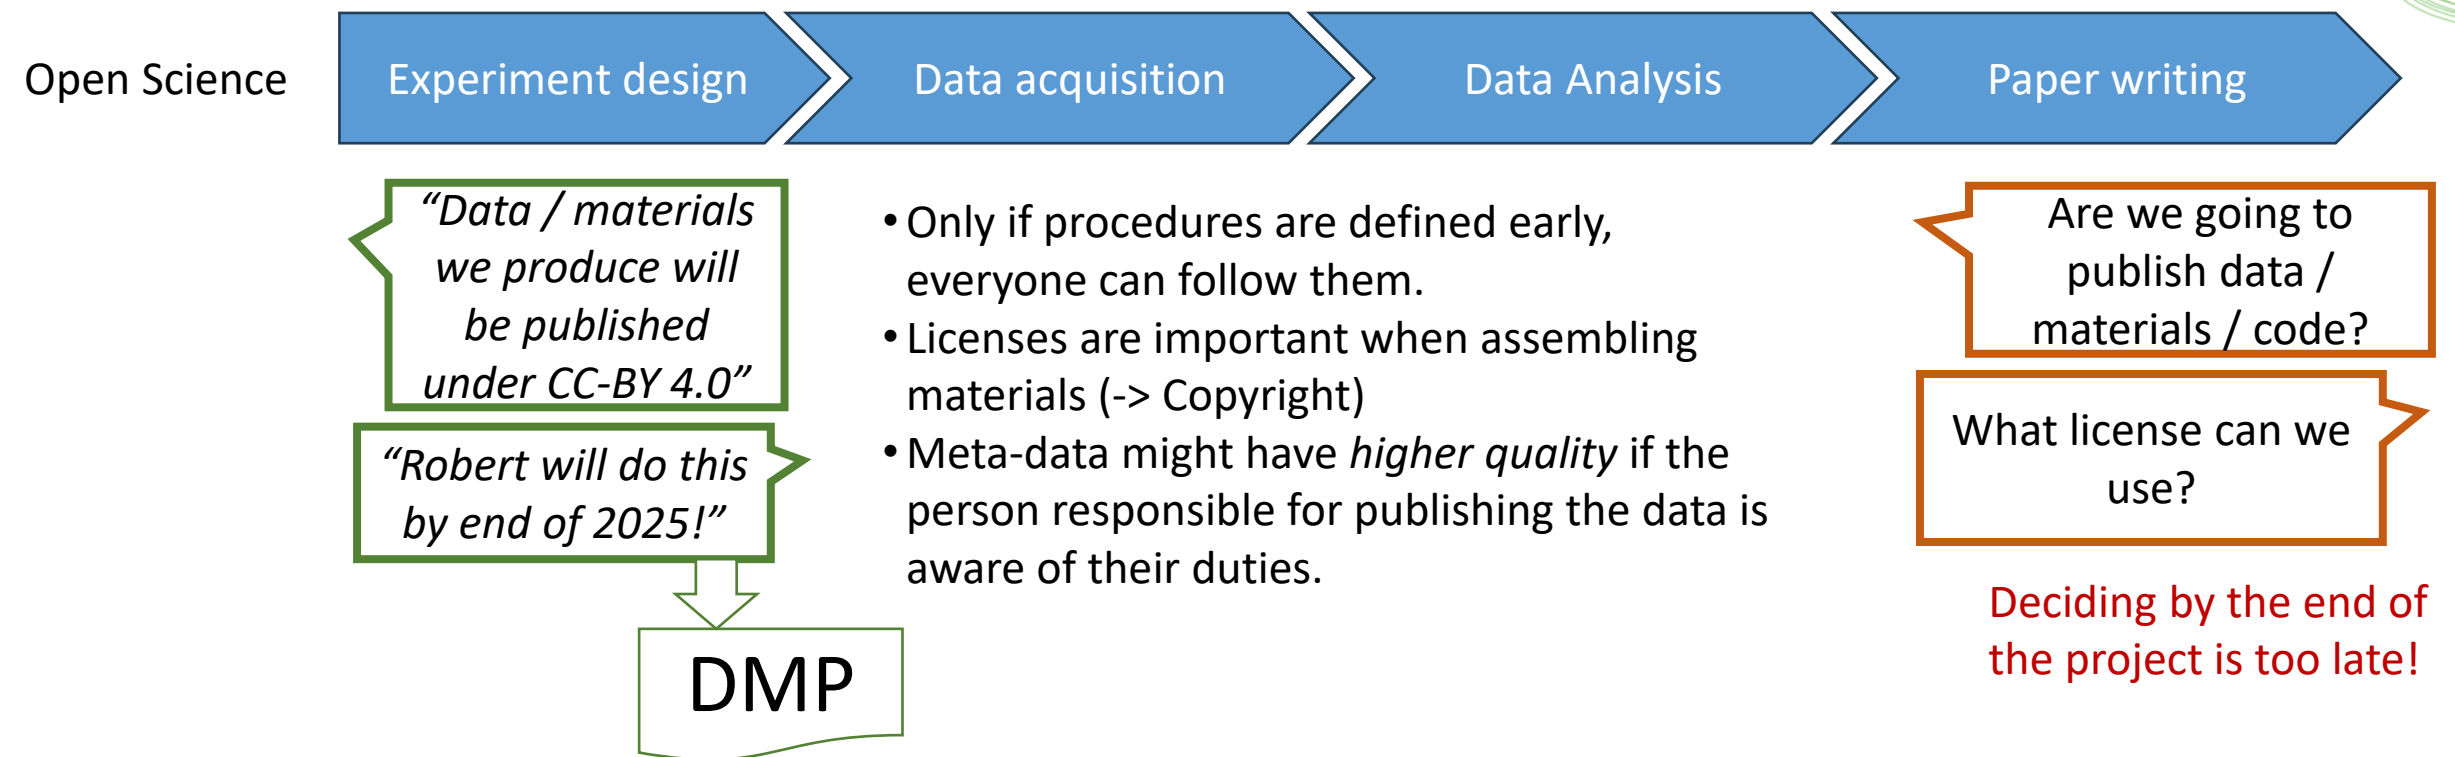 Open Science
Experiment design
Data acquisition
Data Analysis
Paper writing
“Data / materials
we produce will
be published
under CC-BY 4.0”
“Robert will do this
by end of 2025!”
DMP
• Only if procedures are defined early,
everyone can follow them.
• Licenses are important when assembling
materials (-> Copyright)
• Meta-data might have higher quality if the
person responsible for publishing the data is
aware of their duties.
Are we going to
publish data /
materials / code?
What license can we
use?
Deciding by the end of
the project is too late!